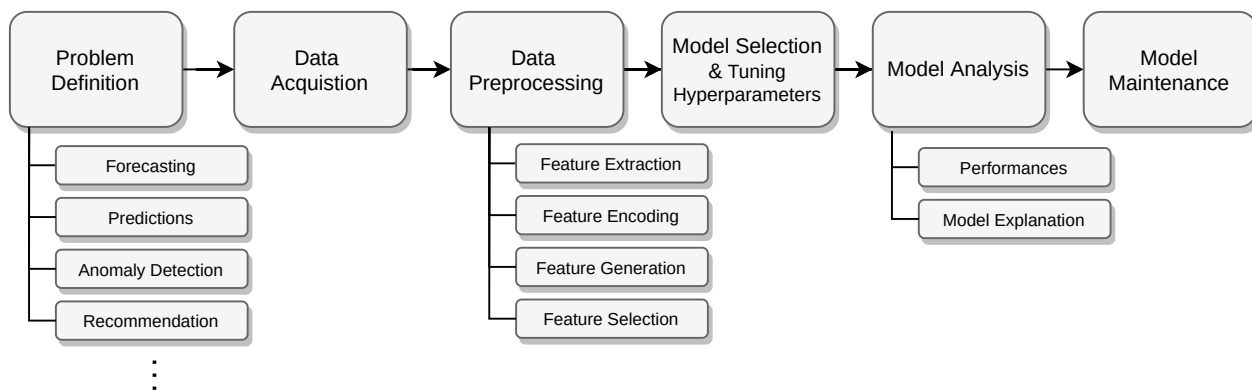 Problem
Definition
Data
Acquistion
Data
Preprocessing
Model Selection
& Tuning
Hyperparameters
Model Analysis
Model
Maintenance
Forecasting
Predictions
Anomaly Detection
Recommendation
Feature Extraction
Feature Encoding
Feature Generation
Feature Selection
Performances
Model Explanation